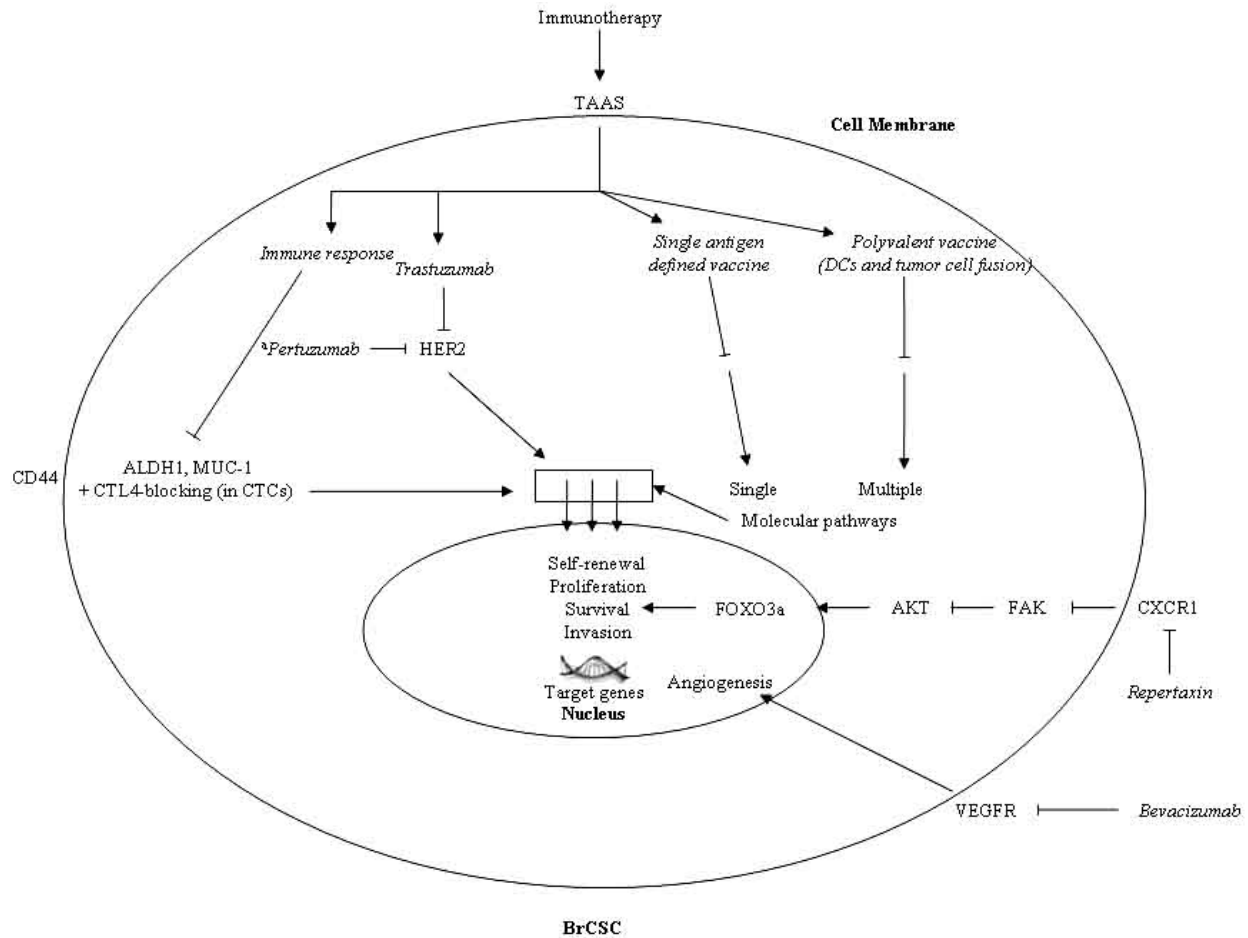 Immunotherapy
TAAS
Cell Membrane
Immune response
Trastuzumab
Single antigen
defined vaccine
Polyvalent vaccine
(DCs and tumor cell fusion)
ᵃPertuzumab
HER2
CD44
ALDH1, MUC-1
+ CTL4-blocking (in CTCs)
Single
Multiple
Molecular pathways
Self-renewal
Proliferation
Survival
Invasion
FOXO3a
AKT
FAK
CXCR1
Repertaxin
Target genes
Nucleus
Angiogenesis
VEGFR
Bevacizumab
BrCSC